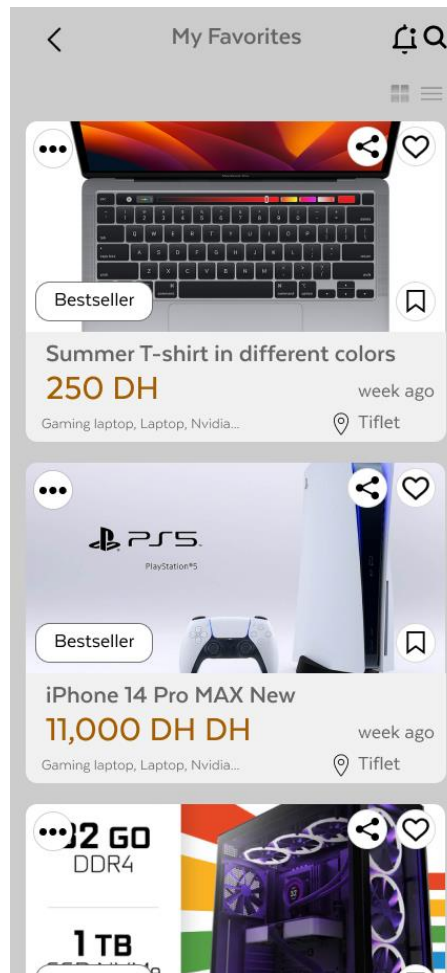 My Favorites
Bestseller
Summer T-shirt in different colors
250 DH
week ago
Gaming laptop, Laptop, Nvidia...
Tiflet
PS5
PlayStation®5
Bestseller
iPhone 14 Pro MAX New
11,000 DH DH
week ago
Gaming laptop, Laptop, Nvidia...
Tiflet
GO
DDR4
1 TB